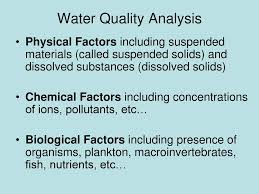 Water Quality Analysis
• Physical Factors including suspended
materials (called suspended solids) and
dissolved substances (dissolved solids)
• Chemical Factors including concentrations
of ions, pollutants, etc…
• Biological Factors including presence of
organisms, plankton, macroinvertebrates,
fish, nutrients, etc…